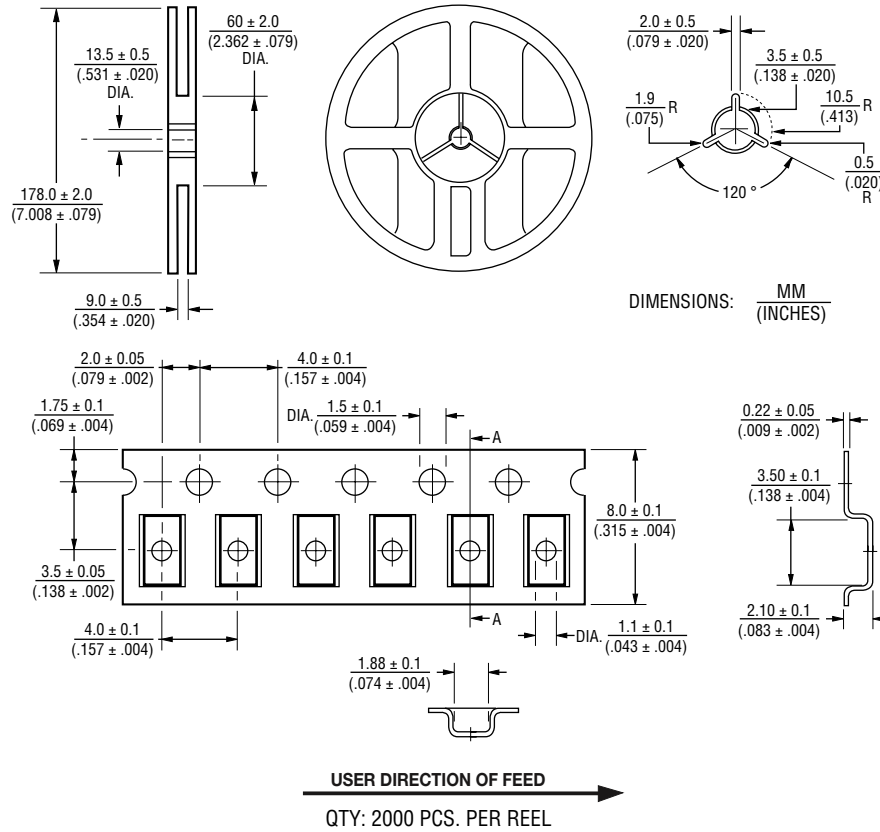 60 ± 2.0
(2.362 ± .079)
DIA.
13.5 ± 0.5
(.531 ± .020)
DIA.
178.0 ± 2.0
(7.008 ± .079)
9.0 ± 0.5
(.354 ± .020)
2.0 ± 0.5
(.079 ± .020)
3.5 ± 0.5
(.138 ± .020)
1.9
(.075)
R
10.5
(.413)
R
0.5
(.020)
R
120 °
DIMENSIONS:
MM
(INCHES)
2.0 ± 0.05
(.079 ± .002)
4.0 ± 0.1
(.157 ± .004)
1.75 ± 0.1
(.069 ± .004)
DIA.
1.5 ± 0.1
(.059 ± .004)
A
8.0 ± 0.1
(.315 ± .004)
3.5 ± 0.05
(.138 ± .002)
4.0 ± 0.1
(.157 ± .004)
A
DIA.
1.1 ± 0.1
(.043 ± .004)
0.22 ± 0.05
(.009 ± .002)
3.50 ± 0.1
(.138 ± .004)
2.10 ± 0.1
(.083 ± .004)
1.88 ± 0.1
(.074 ± .004)
USER DIRECTION OF FEED
QTY: 2000 PCS. PER REEL